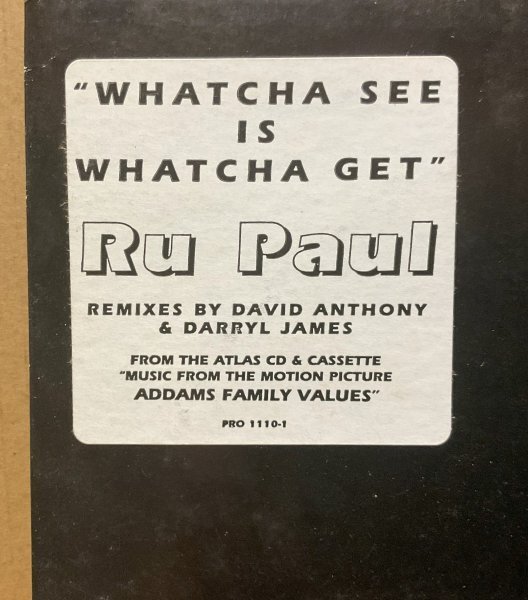 "WHATCHA SEE
IS
WHATCHA GET"
Ru Paul
REMIXES BY DAVID ANTHONY
& DARRYL JAMES
FROM THE ATLAS CD & CASSETTE
"MUSIC FROM THE MOTION PICTURE
ADDAMS FAMILY VALUES"
PRO 1110-1